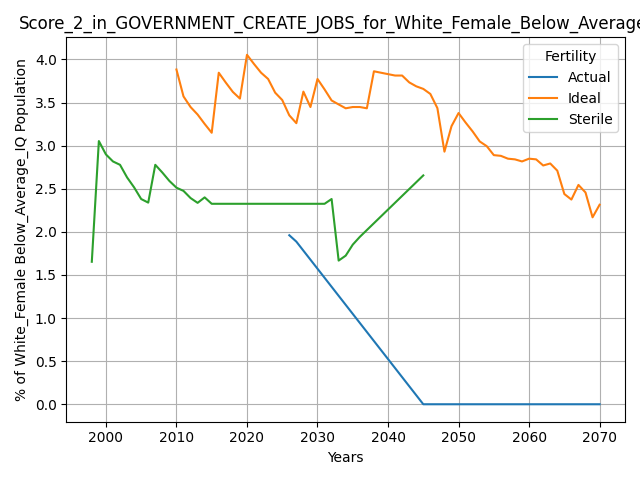 Score_2_in_GOVERNMENT_CREATE_JOBS_for_White_Female_Below_Average
Fertility
Actual
Ideal
Sterile
% of White_Female Below_Average_IQ Population
4.0
3.5
3.0
2.5
2.0
1.5
1.0
0.5
0.0
2000 2010 2020 2030 2040 2050 2060 2070
Years